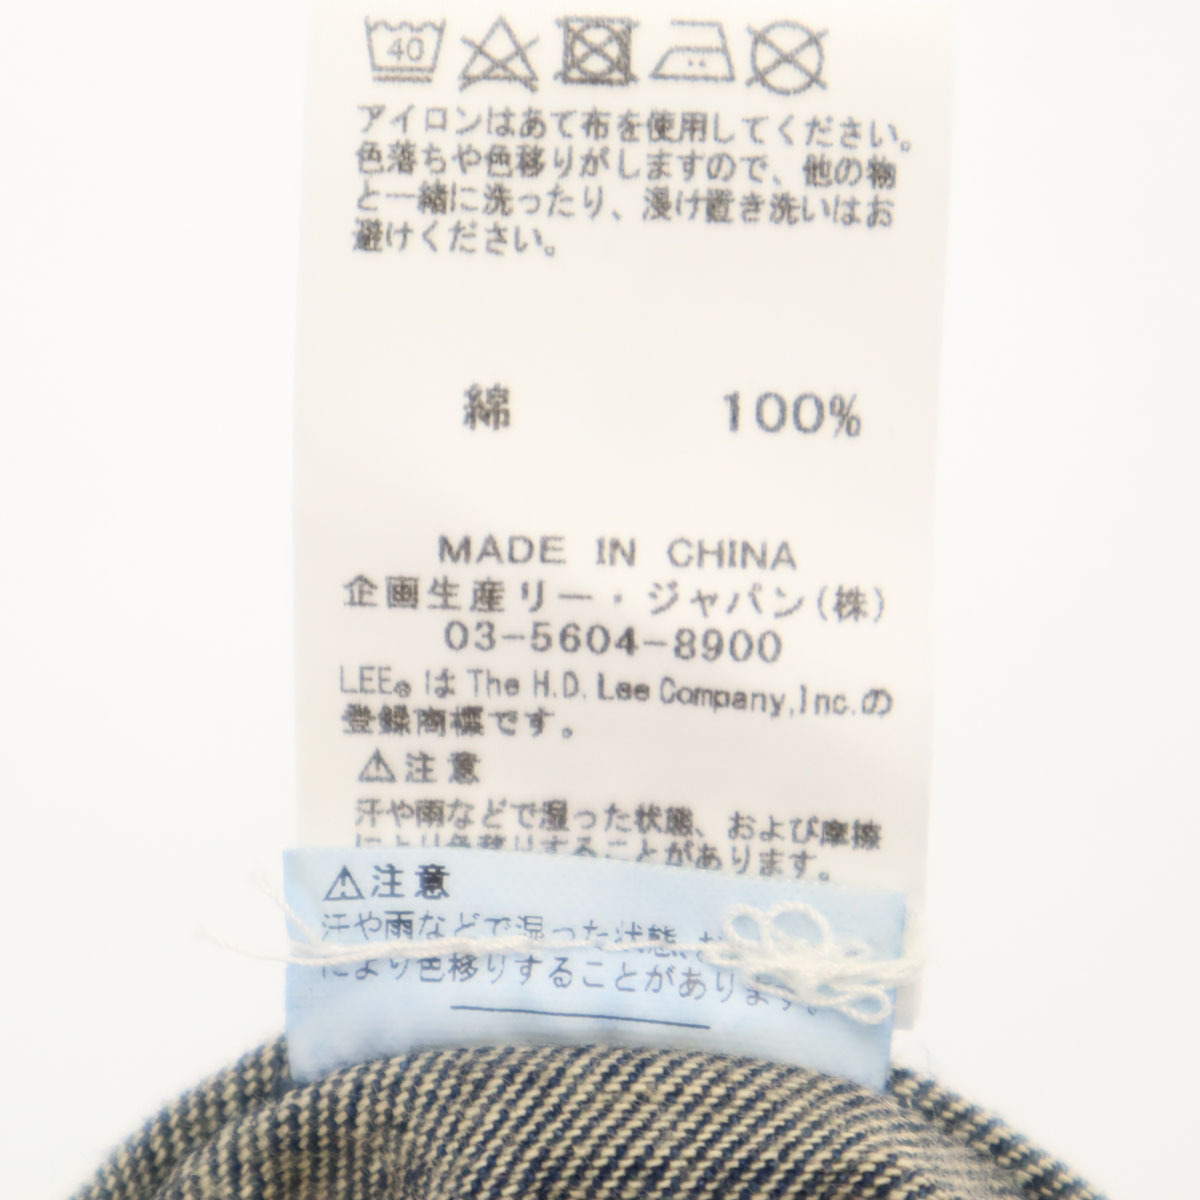 40
アイロンはあて布を使用してください。
色落ちや色移りがしますので、他の物
と一緒に洗ったり、浸け置き洗いはお
避けください。
綿 100%
MADE IN CHINA
企画生産リー・ジャパン(株)
03-5604-8900
LEE®は The H.D. Lee Company,Inc.の
登録商標です。
⚠注意
汗や雨などで湿った状態、および摩擦
により色移りすることがあります。
⚠注意
汗や雨などで湿った状態、
により色移りすることがあります。